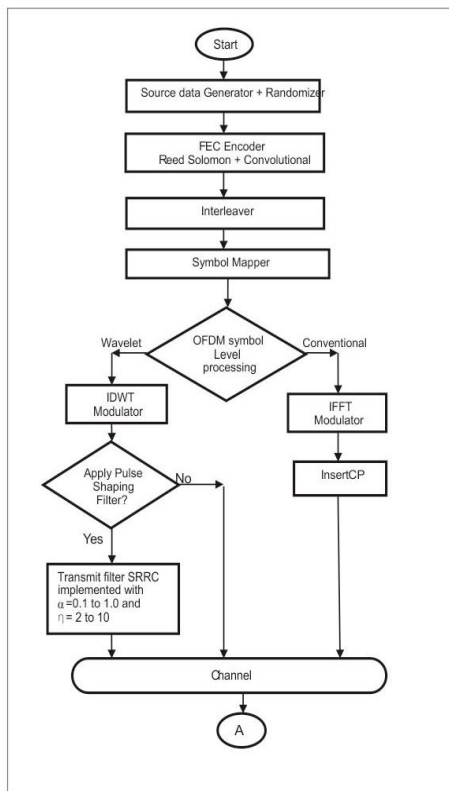 Start
Source data Generator + Randomizer
FEC Encoder
Reed Solomon + Convolutional
Interleaver
Symbol Mapper
OFDM symbol
Level
processing
Wavelet
Conventional
IDWT
Modulator
IFFT
Modulator
Apply Pulse
Shaping
Filter?
No
InsertCP
Yes
Transmit filter SRRC
implemented with
α =0.1 to 1.0 and
η = 2 to 10
Channel
A